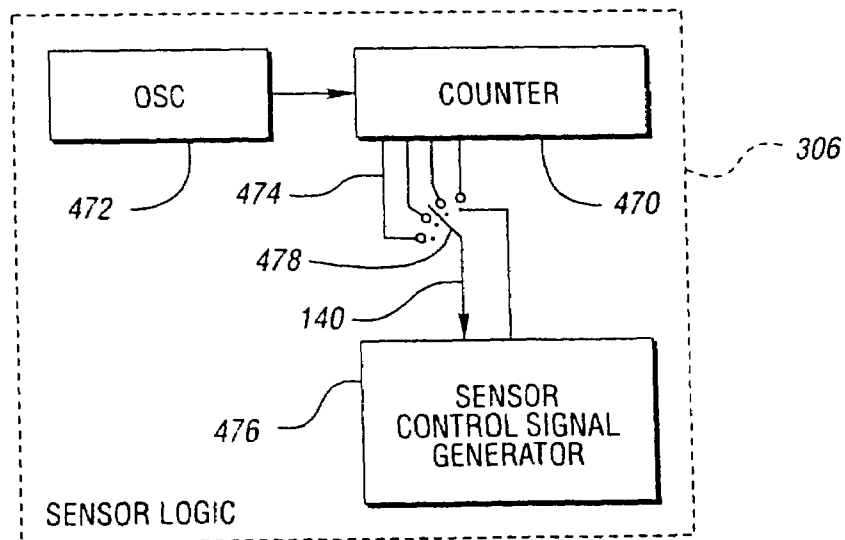 OSC
COUNTER
306
472
474
470
478
140
476
SENSOR
CONTROL SIGNAL
GENERATOR
SENSOR LOGIC